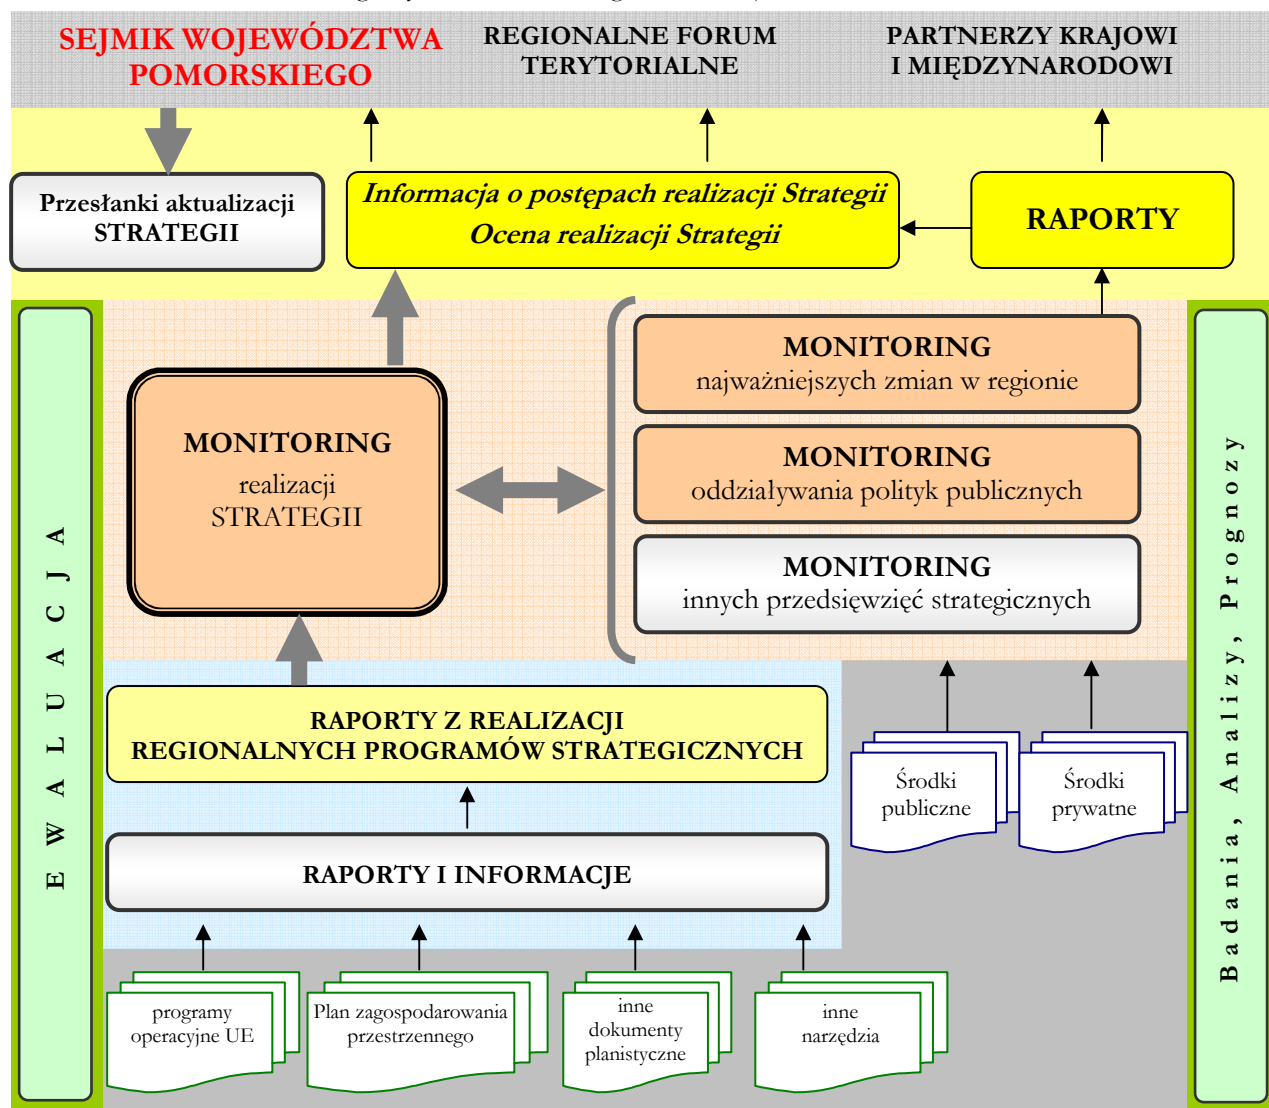 SEJMIK WOJEWÓDZTWA
POMORSKIEGO
REGIONALNE FORUM
TERYTORIALNE
PARTNERZY KRAJOWI
I MIĘDZYNARODOWI
Przesłanki aktualizacji
STRATEGII
Informacja o postępach realizacji Strategii
Ocena realizacji Strategii
RAPORTY
EWALUACJA
MONITORING
realizacji
STRATEGII
MONITORING
najważniejszych zmian w regionie
MONITORING
oddziaływania polityk publicznych
MONITORING
innych przedsięwzięć strategicznych
Badania, Analizy, Prognozy
RAPORTY Z REALIZACJI
REGIONALNYCH PROGRAMÓW STRATEGICZNYCH
Środki
publiczne
Środki
prywatne
RAPORTY I INFORMACJE
programy
operacyjne UE
Plan zagospodarowania
przestrzennego
inne
dokumenty
planistyczne
inne
narzędzia